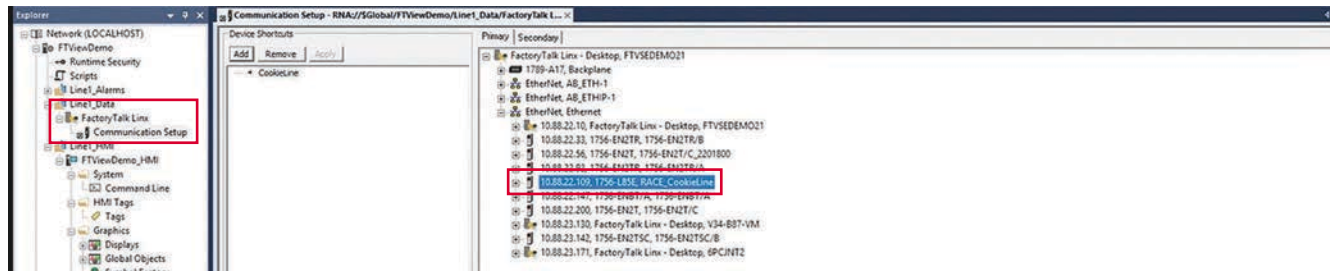 Explorer
Network (LOCALHOST)
FTViewDemo
Runtime Security
Scripts
Line1_Alarms
Line1_Data
FactoryTalk Linx
Communication Setup
Line1_HMI
FTViewDemo_HMI
System
Command Line
HMI Tags
Tags
Graphics
Displays
Global Objects
Communication Setup - RNA://$Global/FTViewDemo/Line1_Data/FactoryTalk L...
Device Shortcuts
Add Remove Apply
CookieLine
Primary Secondary
FactoryTalk Linx - Desktop, FTVSEDEMO21
1789-A17, Backplane
EtherNet, AB_ETH-1
EtherNet, AB_ETHIP-1
EtherNet, Ethernet
10.88.22.10, FactoryTalk Linx - Desktop, FTVSEDEMO21
10.88.22.33, 1756-EN2TR, 1756-EN2TR/B
10.88.22.56, 1756-EN2T, 1756-EN2T/C_2201800
10.88.22.109, 1756-L85E, RACE_CookieLine
10.88.22.200, 1756-EN2T, 1756-EN2T/C
10.88.23.130, FactoryTalk Linx - Desktop, V34-B87-VM
10.88.23.142, 1756-EN2TSC, 1756-EN2TSC/B
10.88.23.171, FactoryTalk Linx - Desktop, 6PCJNT2